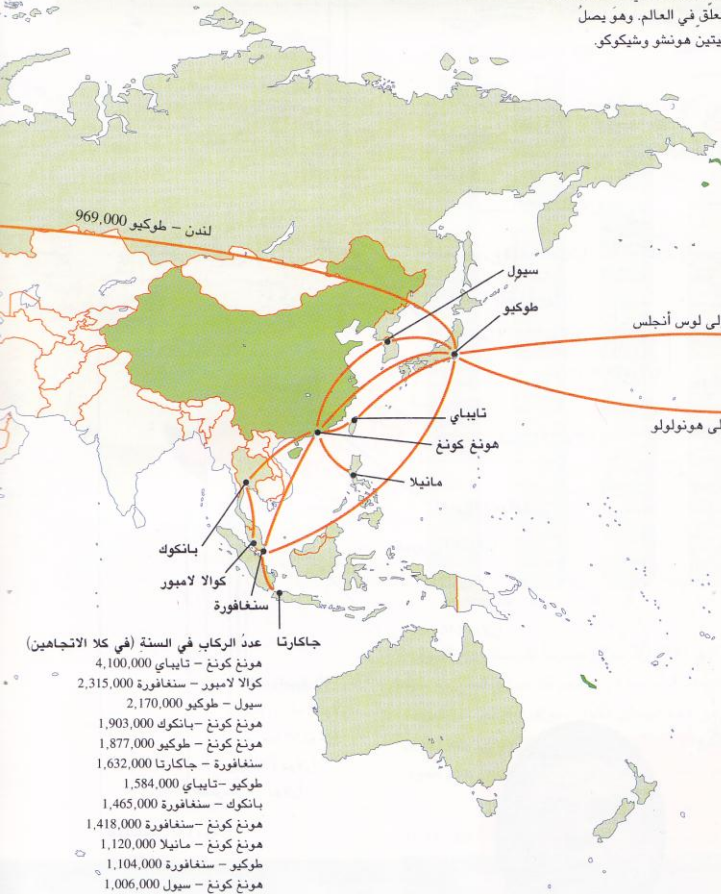 علّق في العالم. وهو يصلُ
يتين هونشو وشيكوكو.
لندن – طوكيو 969,000
سيول
طوكيو
لى لوس أنجلس
تايباي
هونغ كونغ
لى هونولولو
مانيلا
بانكوك
كوالا لامبور
سنغافورة
جاكارتا
عددُ الركاب في السنة (في كلا الاتجاهين)
هونغ كونغ – تايباي 4,100,000
كوالا لامبور – سنغافورة 2,315,000
سيول – طوكيو 2,170,000
هونغ كونغ –بانكوك 1,903,000
هونغ كونغ – طوكيو 1,877,000
سنغافورة – جاكارتا 1,632,000
طوكيو –تايباي 1,584,000
بانكوك – سنغافورة 1,465,000
هونغ كونغ –سنغافورة 1,418,000
هونغ كونغ – مانيلا 1,120,000
طوكيو – سنغافورة 1,104,000
هونغ كونغ – سيول 1,006,000